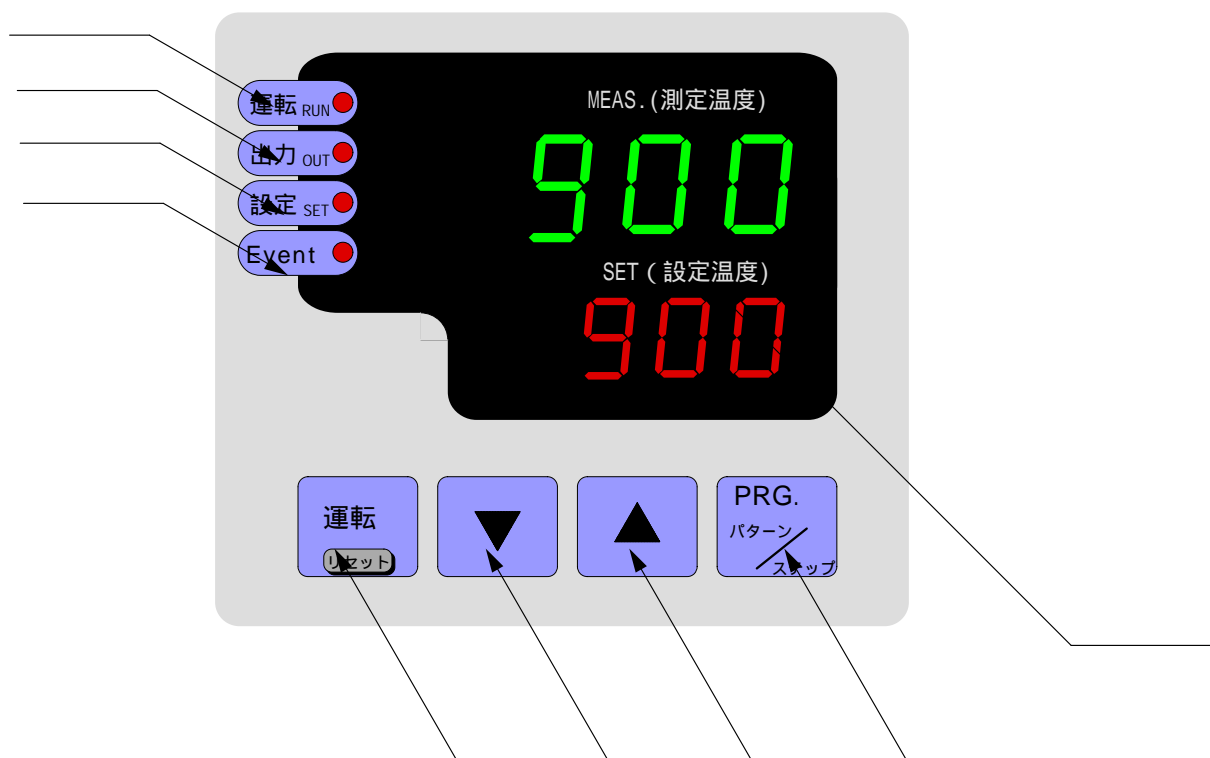 運転 RUN
出力 OUT
設定 SET
Event
MEAS.(測定温度)
900
SET (設定温度)
900
運転
リセット
▼
▲
PRG.
パターン
ステップ